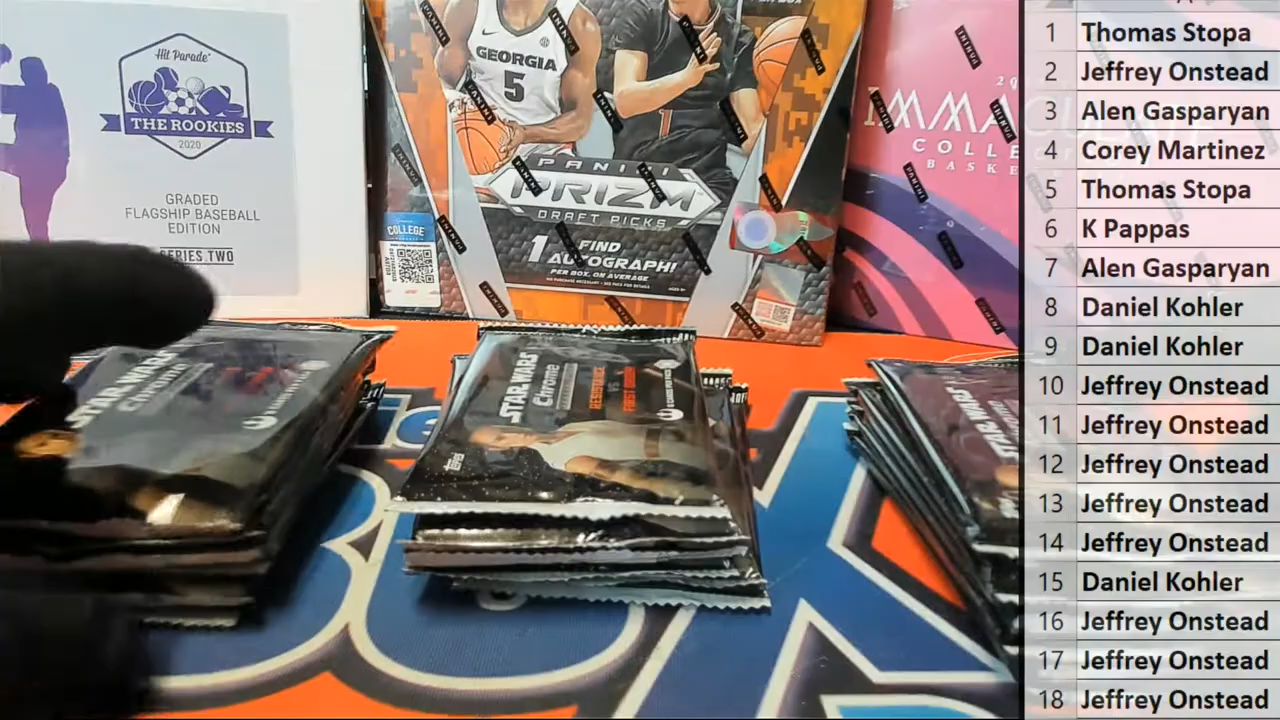 Hit Parade
THE ROOKIES
2020
GRADED
FLAGSHIP BASEBALL
EDITION
SERIES TWO
GEORGIA
5
1
PANINI
PRIZM
DRAFT PICKS
1 FIND
AUTOGRAPH!
PER BOX, ON AVERAGE
COLLEGE
IMMAC
COLLE
BASKE
STAR WARS
Chrome
STAR WARS
Chrome
RESISTANCE
VS
FIRST ORDER
topps
STAR WARS
1 Thomas Stopa
2 Jeffrey Onstead
3 Alen Gasparyan
4 Corey Martinez
5 Thomas Stopa
6 K Pappas
7 Alen Gasparyan
8 Daniel Kohler
9 Daniel Kohler
10 Jeffrey Onstead
11 Jeffrey Onstead
12 Jeffrey Onstead
13 Jeffrey Onstead
14 Jeffrey Onstead
15 Daniel Kohler
16 Jeffrey Onstead
17 Jeffrey Onstead
18 Jeffrey Onstead